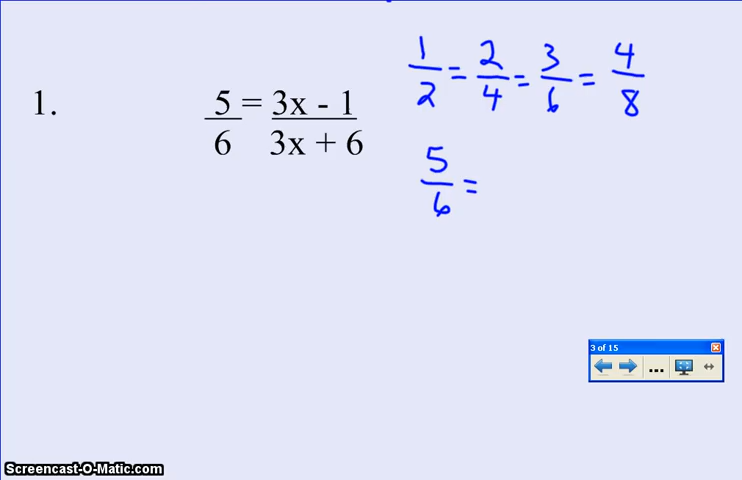 1. 5/6 = 3x - 1/3x + 6
1/2 = 2/4 = 3/6 = 4/8
5/6 =
3 of 15
Screencast-O-Matic.com